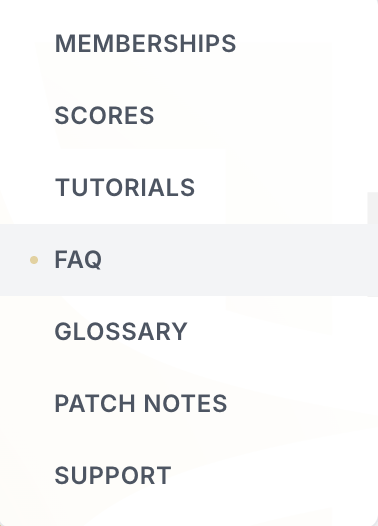 MEMBERSHIPS
SCORES
TUTORIALS
FAQ
GLOSSARY
PATCH NOTES
SUPPORT